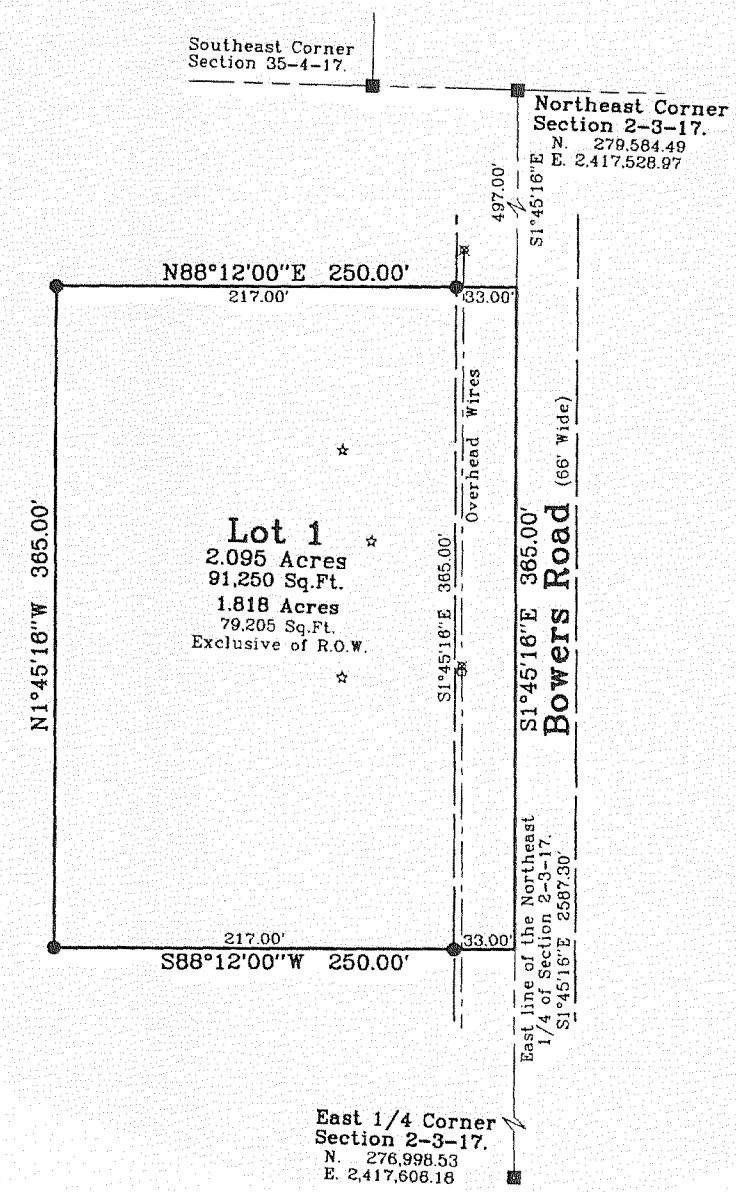 Southeast Corner
Section 35-4-17.
Northeast Corner
Section 2-3-17.
N. 279,584.49
E. 2,417,528.97
497.00'
S1°45'16"E
N88°12'00"E 250.00'
217.00'
33.00'
Overhead Wires
(66' Wide)
Bowers Road
S1°45'16"E 365.00'
S1°45'16"E 365.00'
N1°45'16"W 365.00'
Lot 1
2.095 Acres
91,250 Sq.Ft.
1.818 Acres
79,205 Sq.Ft.
Exclusive of R.O.W.
217.00'
33.00'
S88°12'00"W 250.00'
East line of the Northeast
1/4 of Section 2-3-17.
S1°45'16"E 2587.30'
East 1/4 Corner
Section 2-3-17.
N. 276,998.53
E. 2,417,608.18